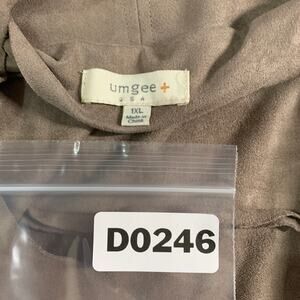 umgee+
USA
1XL
Made in
China
D0246